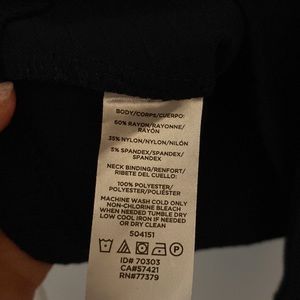 BODY/CORPS/CUERPO:
60% RAYON/RAYONNE/
RAYÓN
35% NYLON/NYLON/NILÓN
5% SPANDEX/SPANDEX/
SPANDEX
NECK BINDING/RENFORT/
RIBETE DEL CUELLO:
100% POLYESTER/
POLYESTER/POLIÉSTER
MACHINE WASH COLD ONLY
NON-CHLORINE BLEACH
WHEN NEEDED TUMBLE DRY
LOW COOL IRON IF NEEDED
OR DRY CLEAN
504151
ID# 70303
CA#57421
RN#77379